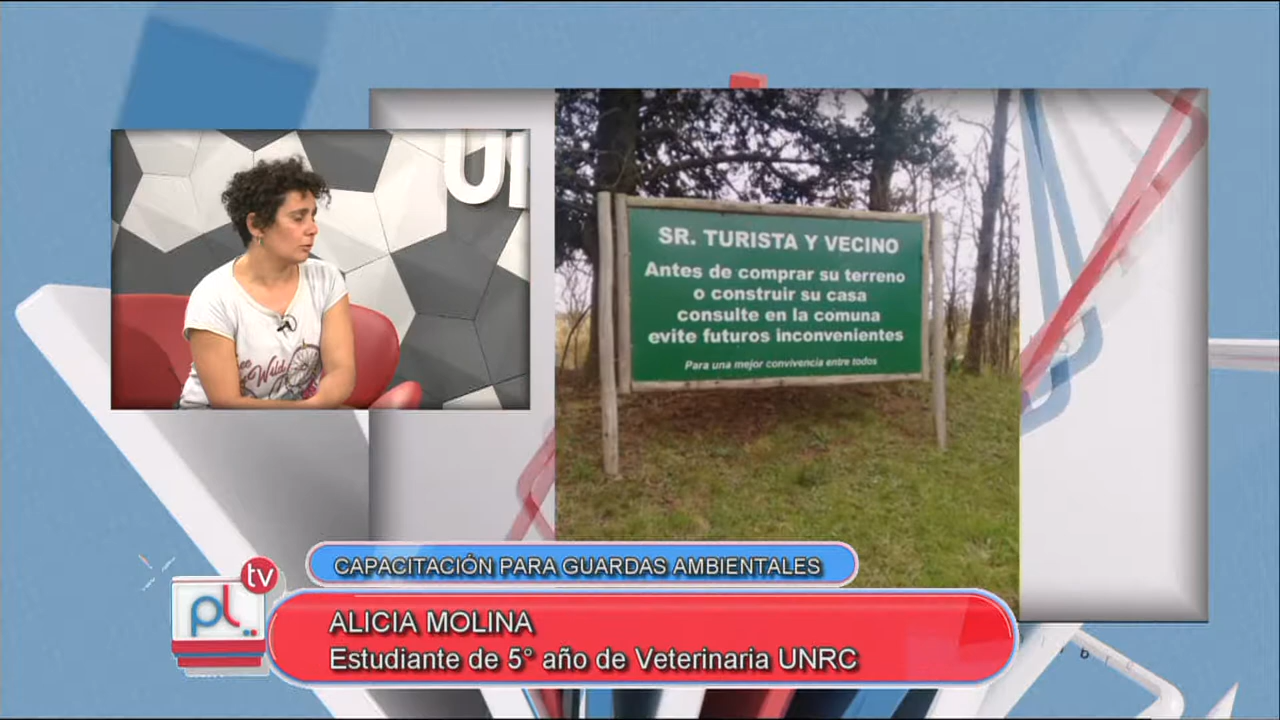 UN
SR. TURISTA Y VECINO
Antes de comprar su terreno
o construir su casa
consulte en la comuna
evite futuros inconvenientes
Para una mejor convivencia entre todos
Wild
CAPACITACIÓN PARA GUARDAS AMBIENTALES
tv
pl..
ALICIA MOLINA
Estudiante de 5° año de Veterinaria UNRC